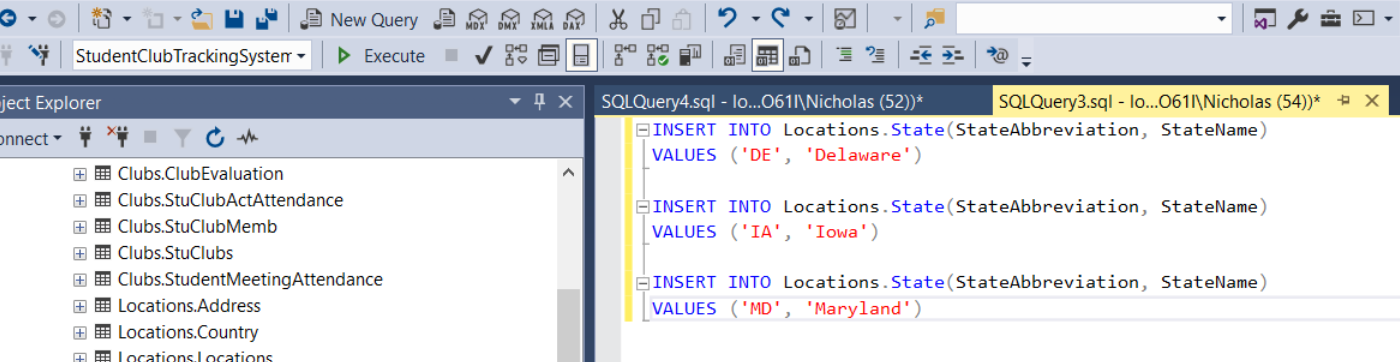 New Query
MDX DMX XMLA DAX
StudentClubTrackingSystem
Execute
ject Explorer
onnect
Clubs.ClubEvaluation
Clubs.StuClubActAttendance
Clubs.StuClubMemb
Clubs.StuClubs
Clubs.StudentMeetingAttendance
Locations.Address
Locations.Country
Locations.Locations
SQLQuery4.sql - lo...O61I\Nicholas (52))*
SQLQuery3.sql - lo...O61I\Nicholas (54))*
INSERT INTO Locations.State(StateAbbreviation, StateName)
VALUES ('DE', 'Delaware')
INSERT INTO Locations.State(StateAbbreviation, StateName)
VALUES ('IA', 'Iowa')
INSERT INTO Locations.State(StateAbbreviation, StateName)
VALUES ('MD', 'Maryland')